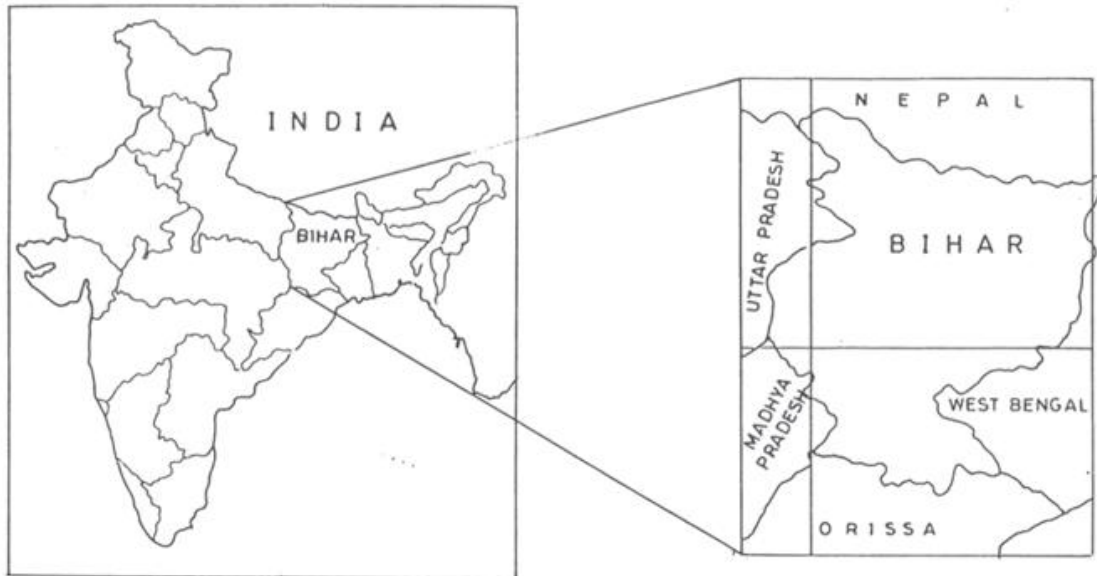 INDIA
BIHAR
NEPAL
UTTAR PRADESH
BIHAR
MADHYA
PRADESH
WEST BENGAL
ORISSA